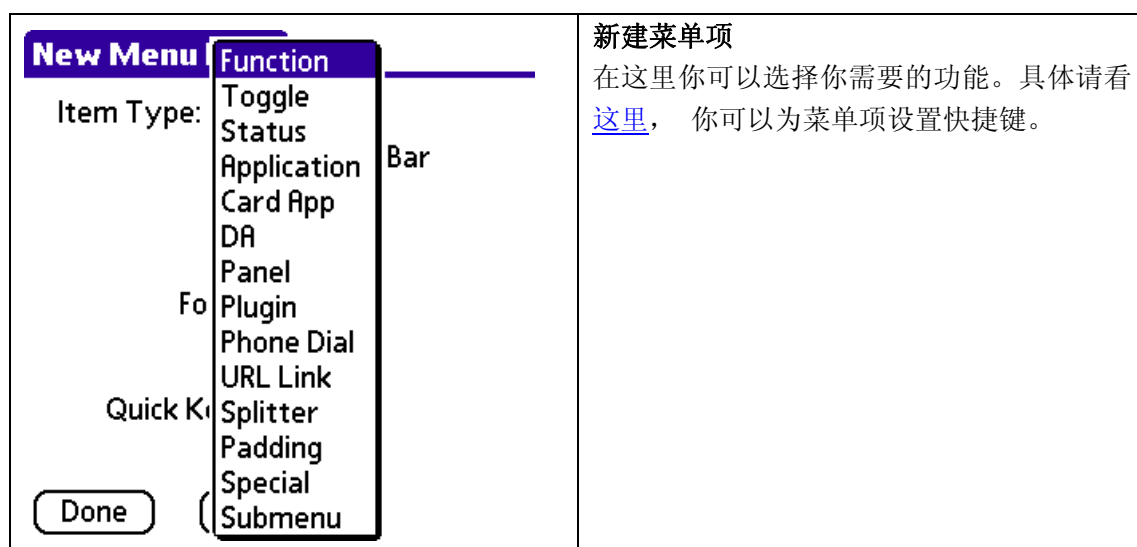 New Menu
Function
Toggle
Item Type:
Status
Application
Bar
Card App
DA
Panel
Fo
Plugin
Phone Dial
URL Link
Quick K
Splitter
Padding
Special
Done
Submenu
新建菜单项
在这里你可以选择你需要的功能。具体请看
这里， 你可以为菜单项设置快捷键。